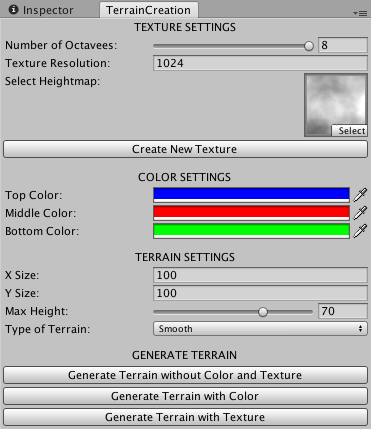 Inspector TerrainCreation
TEXTURE SETTINGS
Number of Octavees: 8
Texture Resolution: 1024
Select Heightmap:
Select
Create New Texture
COLOR SETTINGS
Top Color:
Middle Color:
Bottom Color:
TERRAIN SETTINGS
X Size: 100
Y Size: 100
Max Height: 70
Type of Terrain: Smooth
GENERATE TERRAIN
Generate Terrain without Color and Texture
Generate Terrain with Color
Generate Terrain with Texture